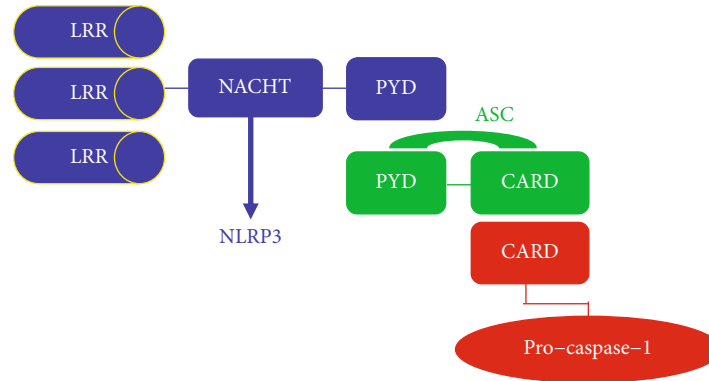 LRR
LRR
NACHT
PYD
ASC
LRR
PYD
CARD
NLRP3
CARD
Pro−caspase−1